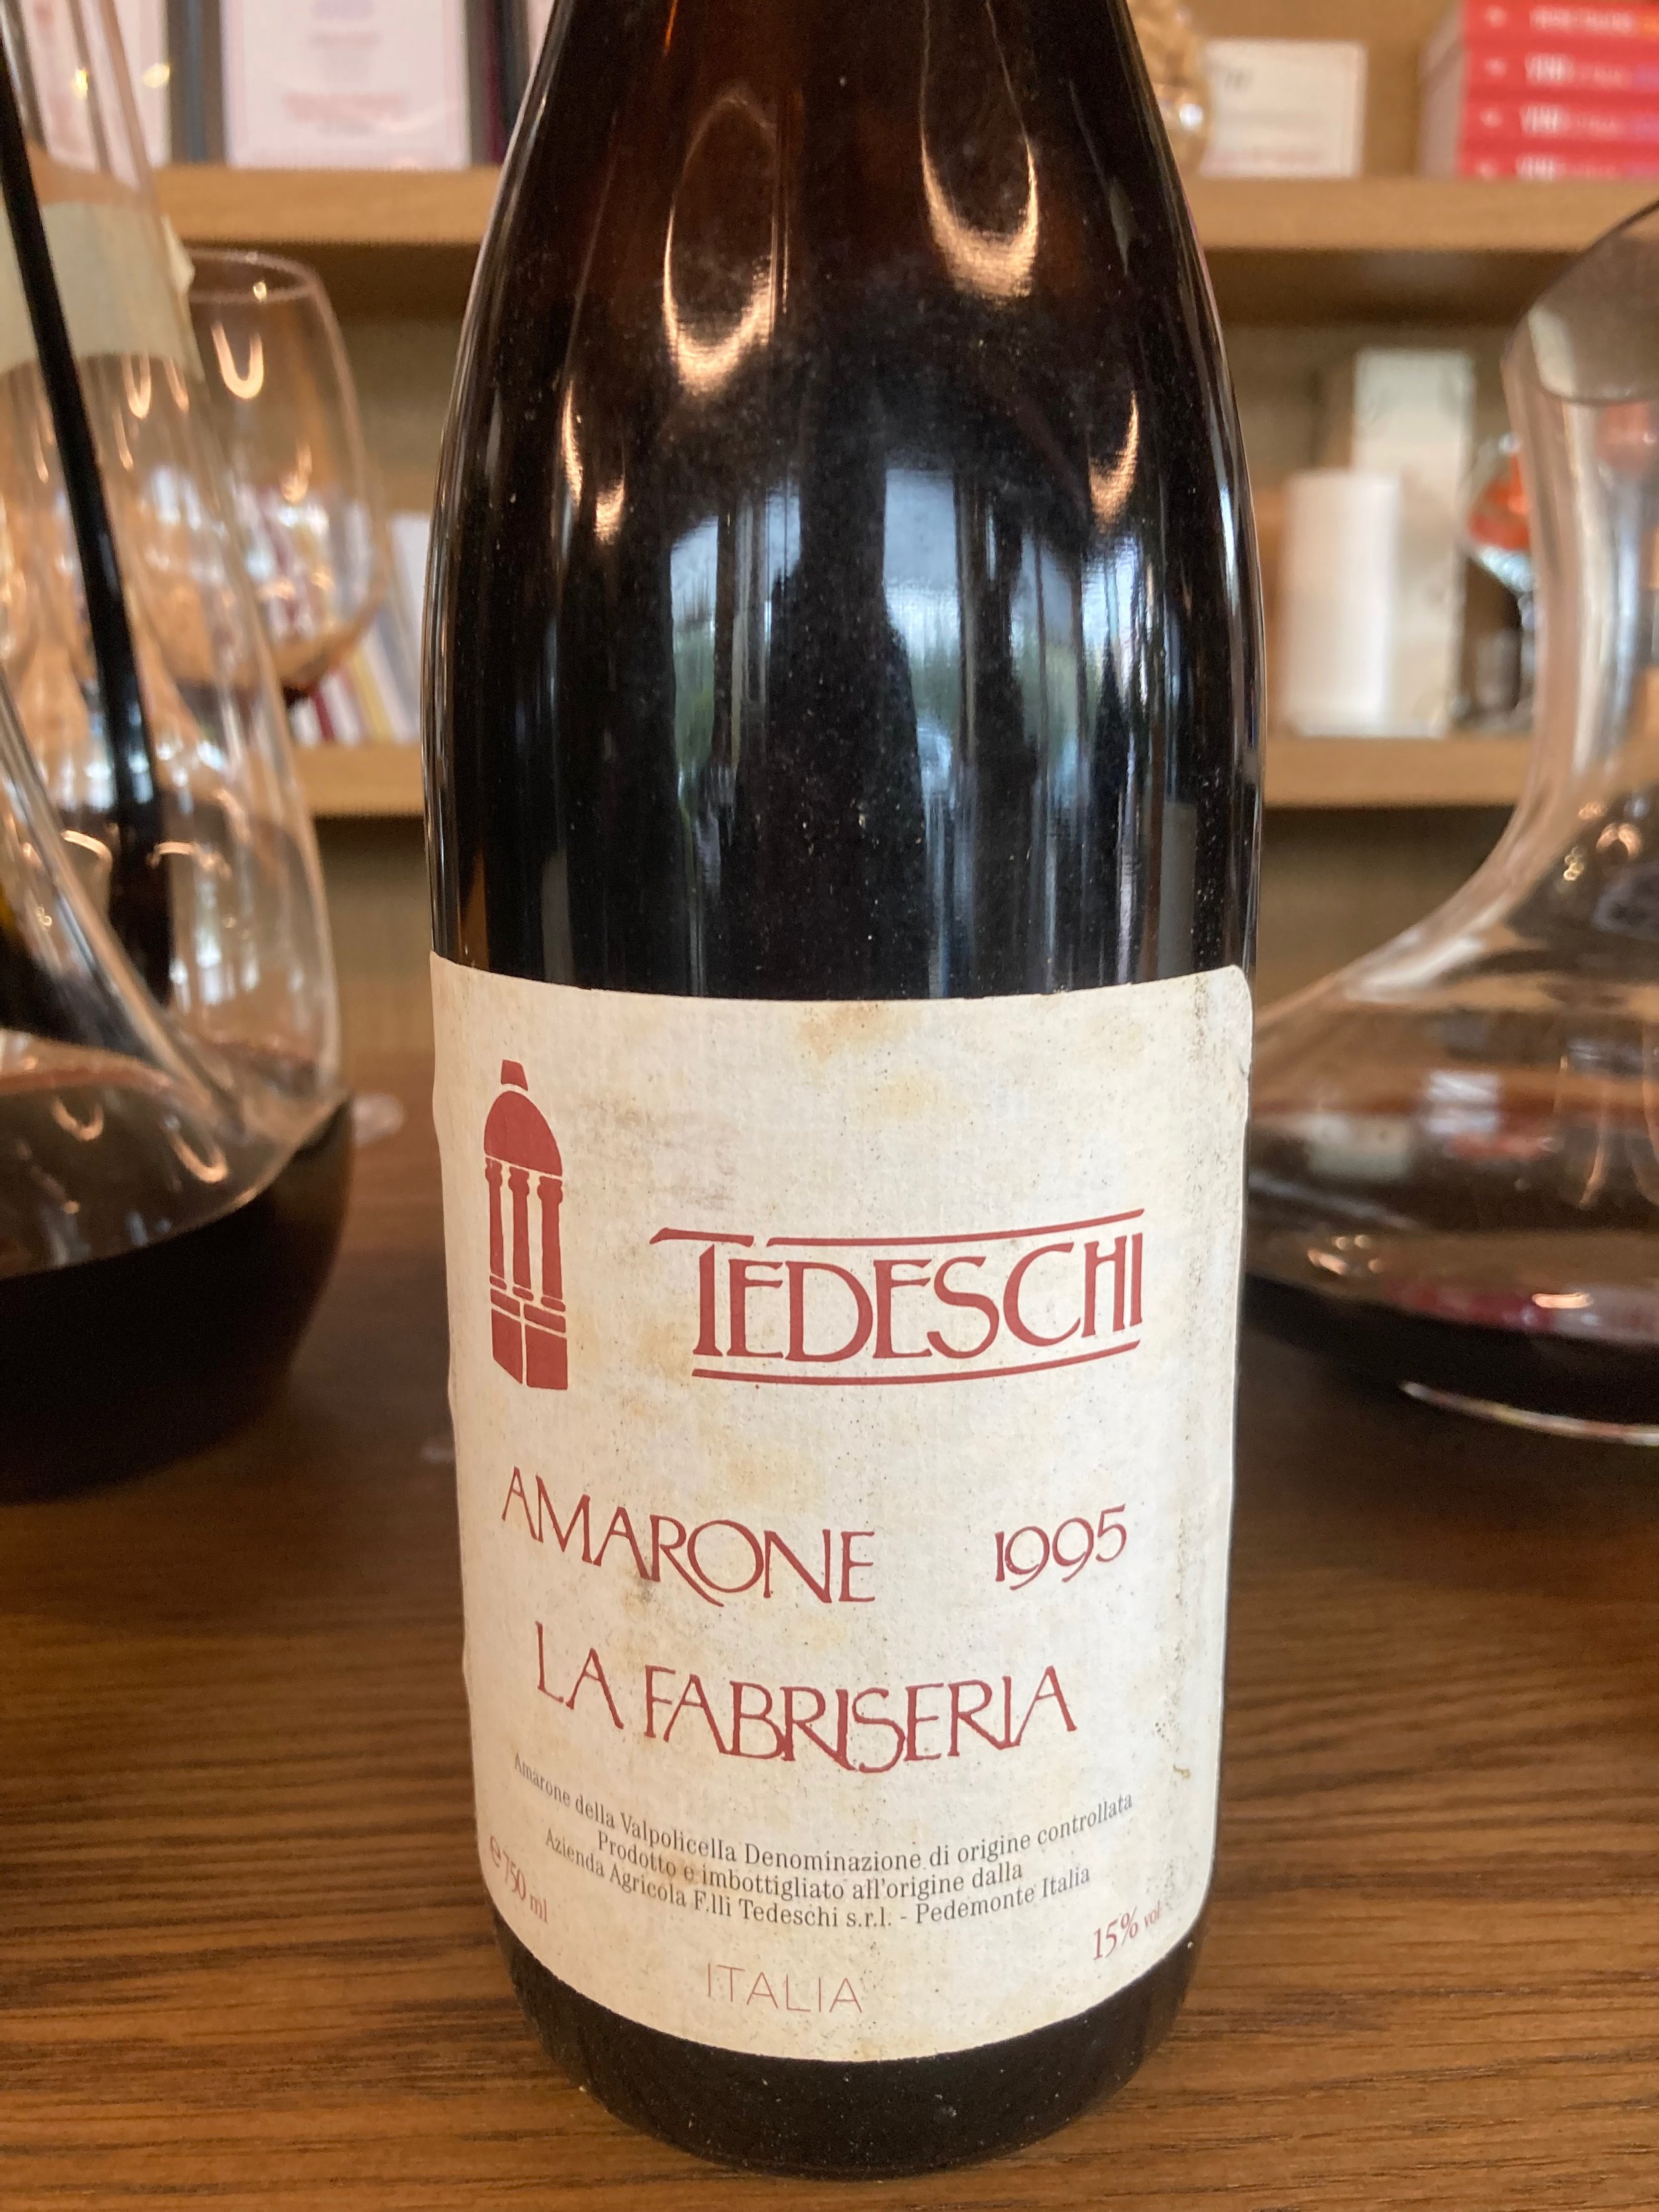 TEDESCHI
AMARONE 1995
LA FABRISERIA
Amarone della Valpolicella Denominazione di origine controllata
Prodotto e imbottigliato all'origine dalla
Azienda Agricola F.lli Tedeschi s.r.l. - Pedemonte Italia
e 750 ml
15% vol
ITALIA